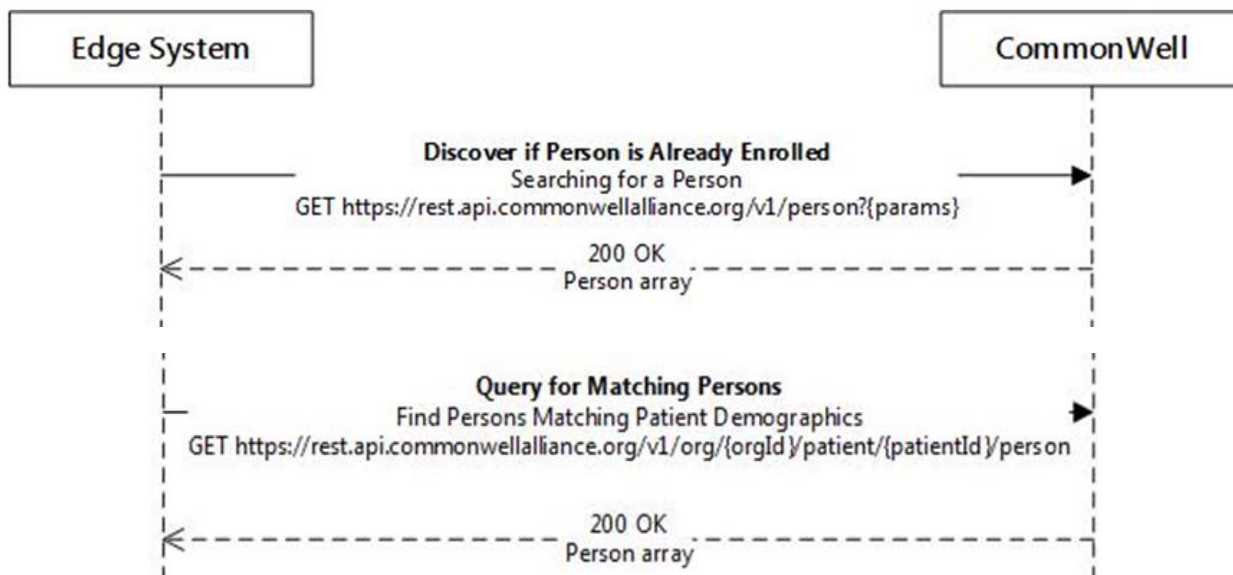 Edge System
CommonWell
Discover if Person is Already Enrolled
Searching for a Person
GET https://rest.api.commonwellalliance.org/v1/person?{params}
200 OK
Person array
Query for Matching Persons
Find Persons Matching Patient Demographics
GET https://rest.api.commonwellalliance.org/v1/org/{orgId}/patient/{patientId}/person
200 OK
Person array